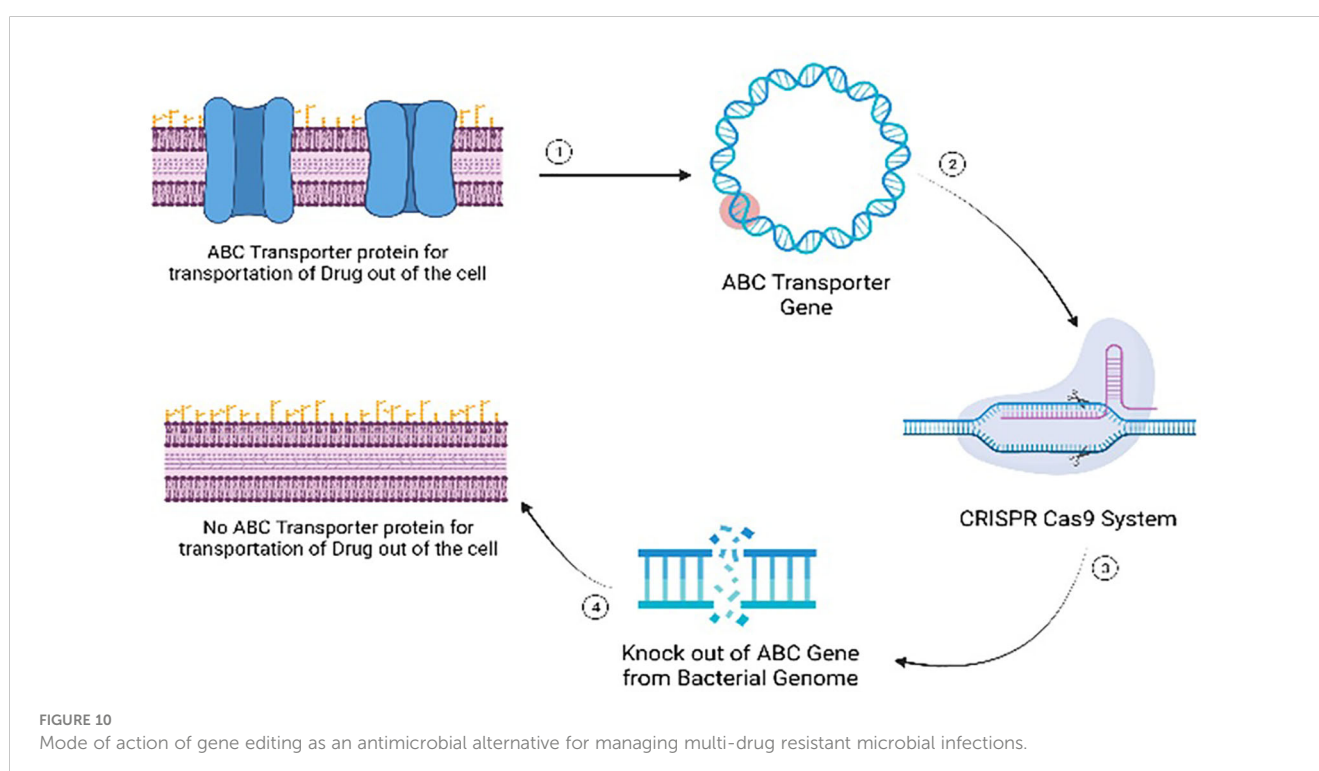 ABC Transporter protein for
transportation of Drug out of the cell
1
ABC Transporter
Gene
2
CRISPR Cas9 System
3
Knock out of ABC Gene
from Bacterial Genome
4
No ABC Transporter protein for
transportation of Drug out of the cell
FIGURE 10
Mode of action of gene editing as an antimicrobial alternative for managing multi-drug resistant microbial infections.